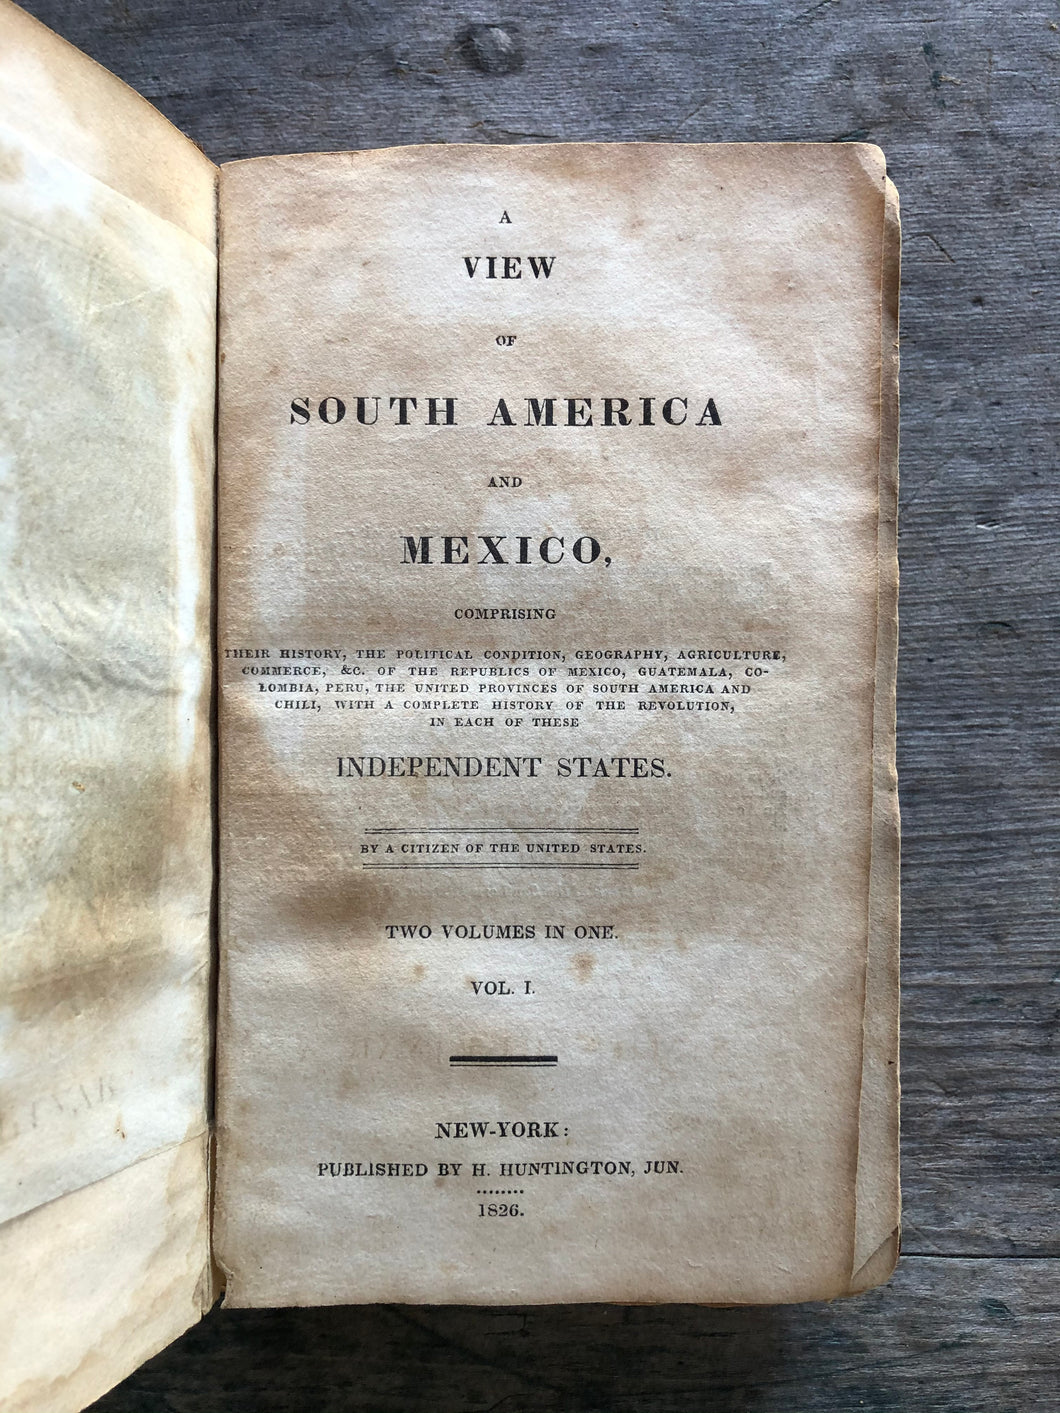 A
VIEW
OF
SOUTH AMERICA
AND
MEXICO,
COMPRISING
THEIR HISTORY, THE POLITICAL CONDITION, GEOGRAPHY, AGRICULTURE,
COMMERCE, &C. OF THE REPUBLICS OF MEXICO, GUATEMALA, CO-
LOMBIA, PERU, THE UNITED PROVINCES OF SOUTH AMERICA AND
CHILI, WITH A COMPLETE HISTORY OF THE REVOLUTION,
IN EACH OF THESE
INDEPENDENT STATES.
BY A CITIZEN OF THE UNITED STATES.
TWO VOLUMES IN ONE.
VOL. I.
NEW-YORK:
PUBLISHED BY H. HUNTINGTON, JUN.
1826.